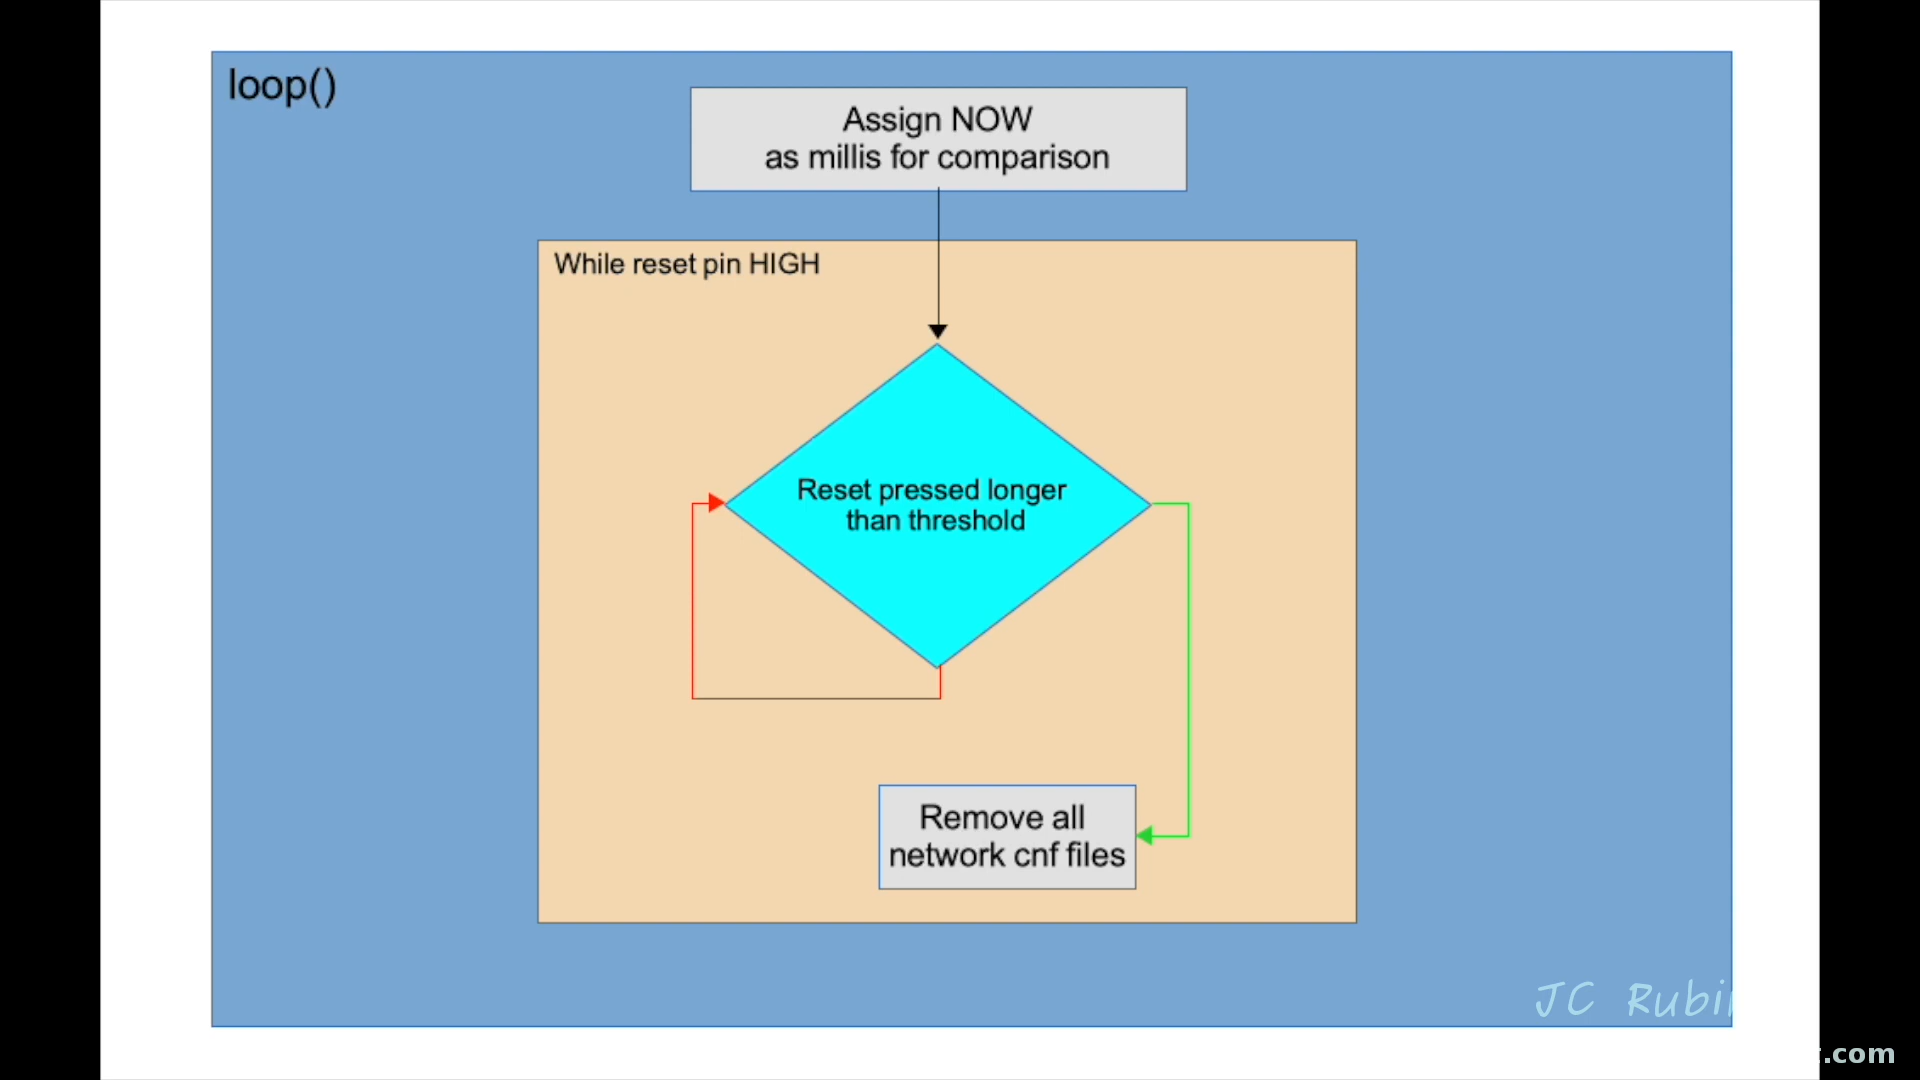 loop()
Assign NOW
as millis for comparison
While reset pin HIGH
Reset pressed longer
than threshold
Remove all
network cnf files
JC
.com